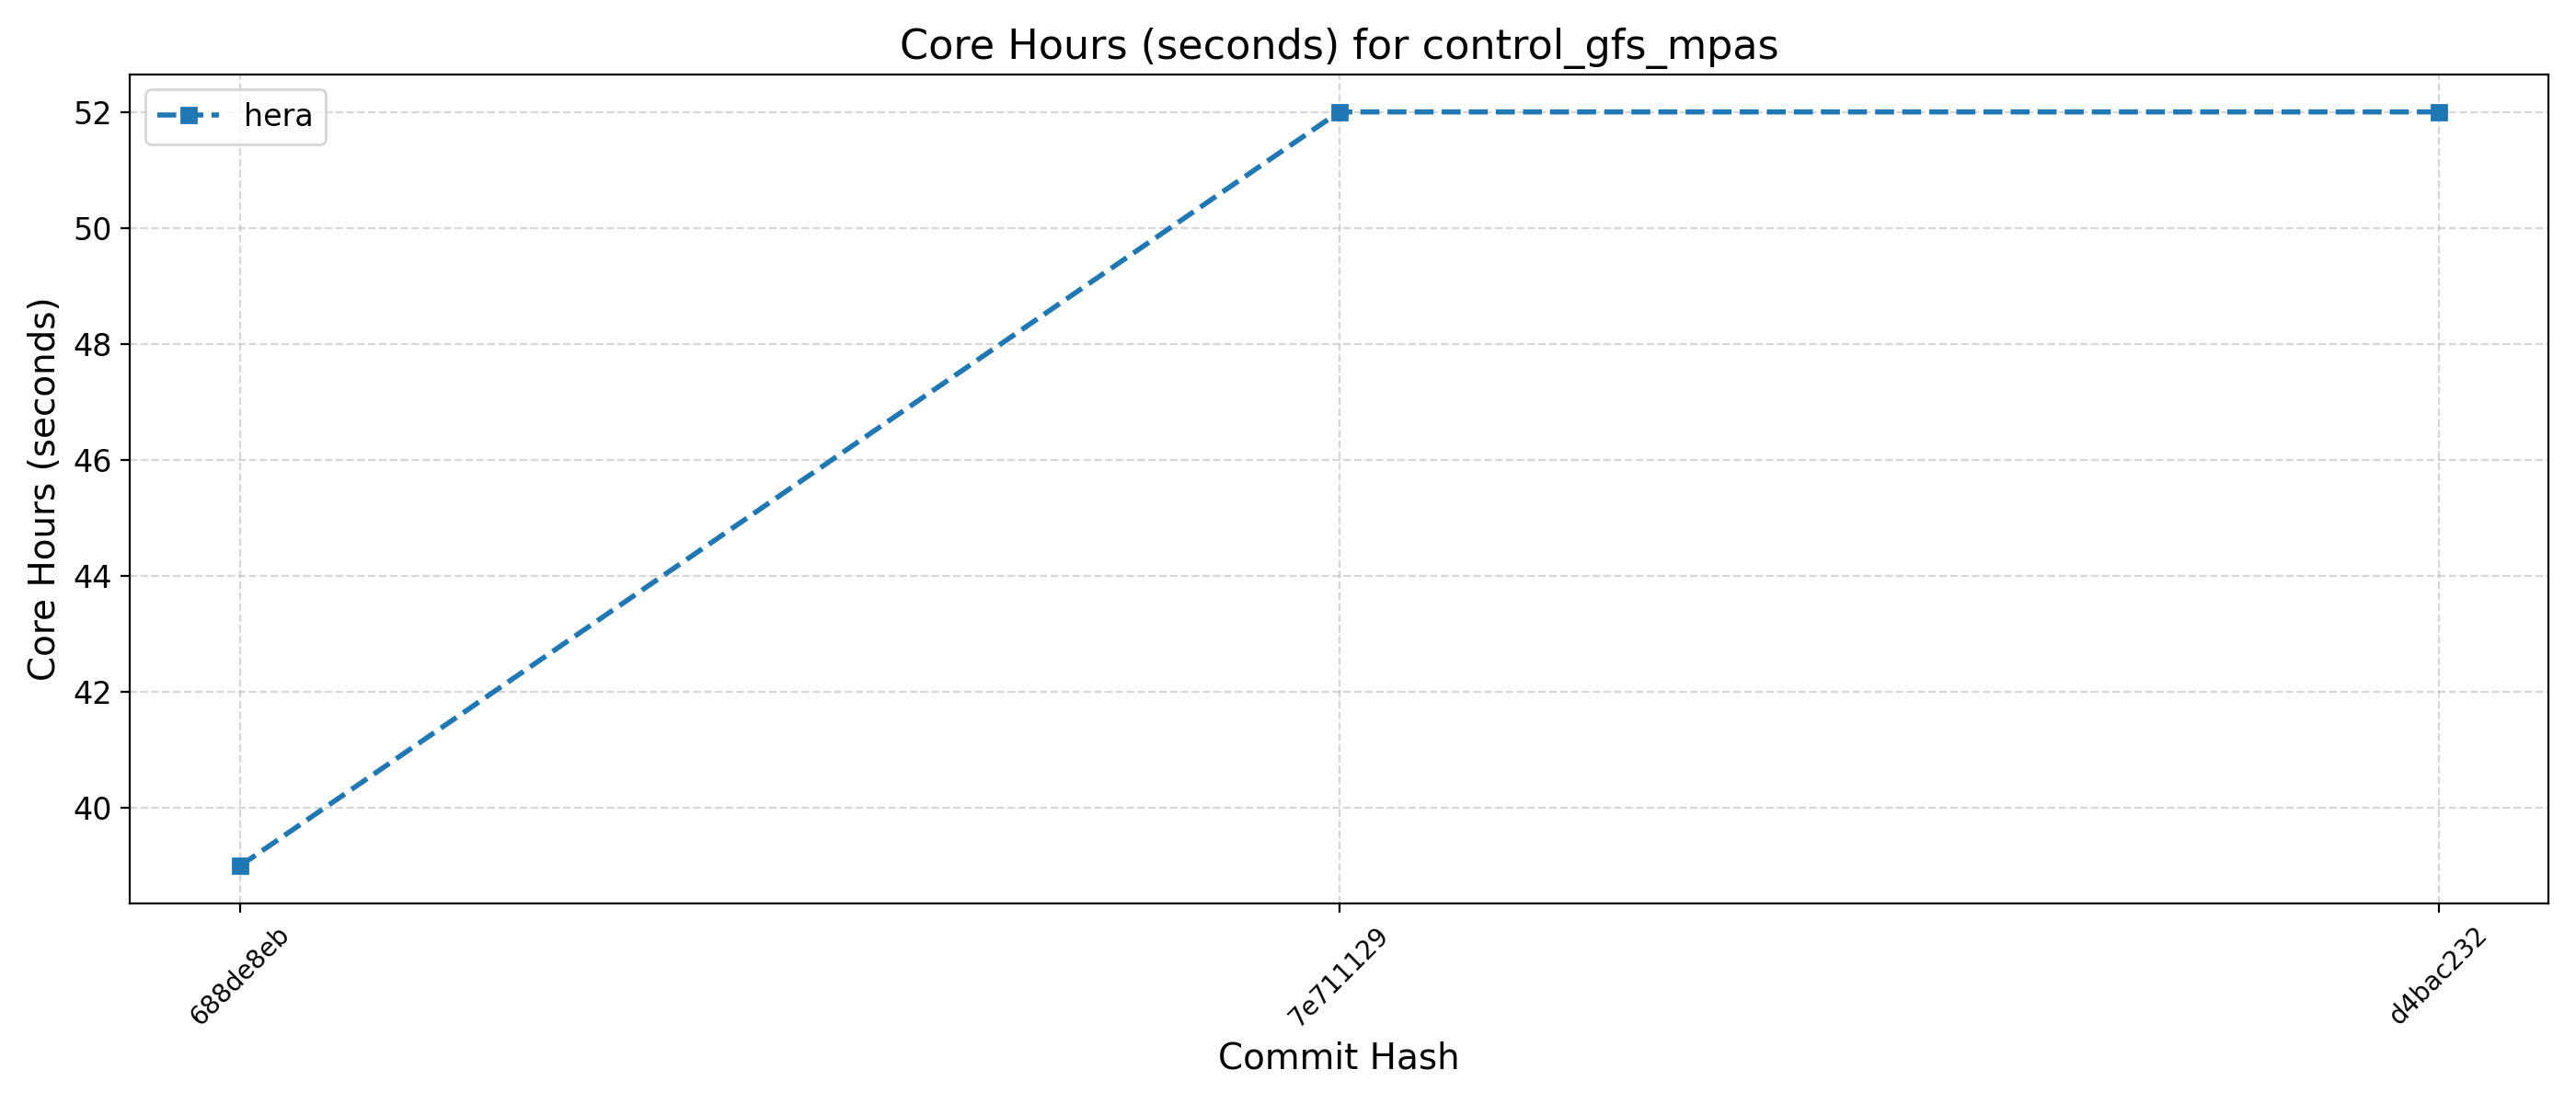 Core Hours (seconds) for control_gfs_mpas
hera
Core Hours (seconds)
52
50
48
46
44
42
40
688de8eb
7e711129
d4bac232
Commit Hash